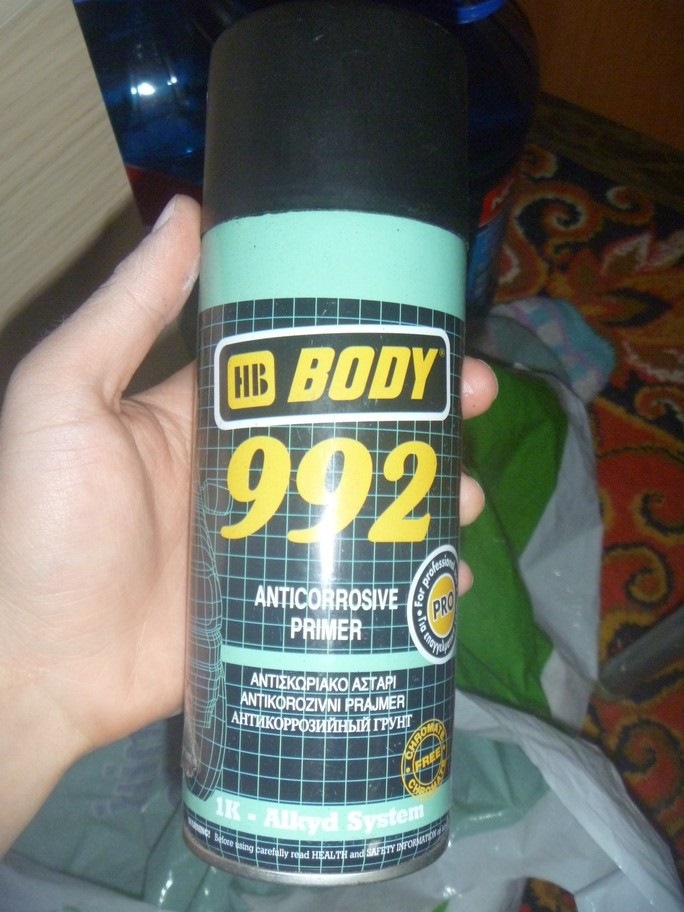 HB BODY®
992
For professional
PRO
ANTICORROSIVE
PRIMER
ΑΝΤΙΣΚΩΡΙΑΚΟ ΑΣΤΑΡΙ
ANTIKOROZIVNI PRAJMER
АНТИКОРРОЗИЙНЫЙ ГРУНТ
CHROMATE
FREE
1K - Alkyd System
WARNING! Before using carefully read HEALTH and SAFETY INFORMATION